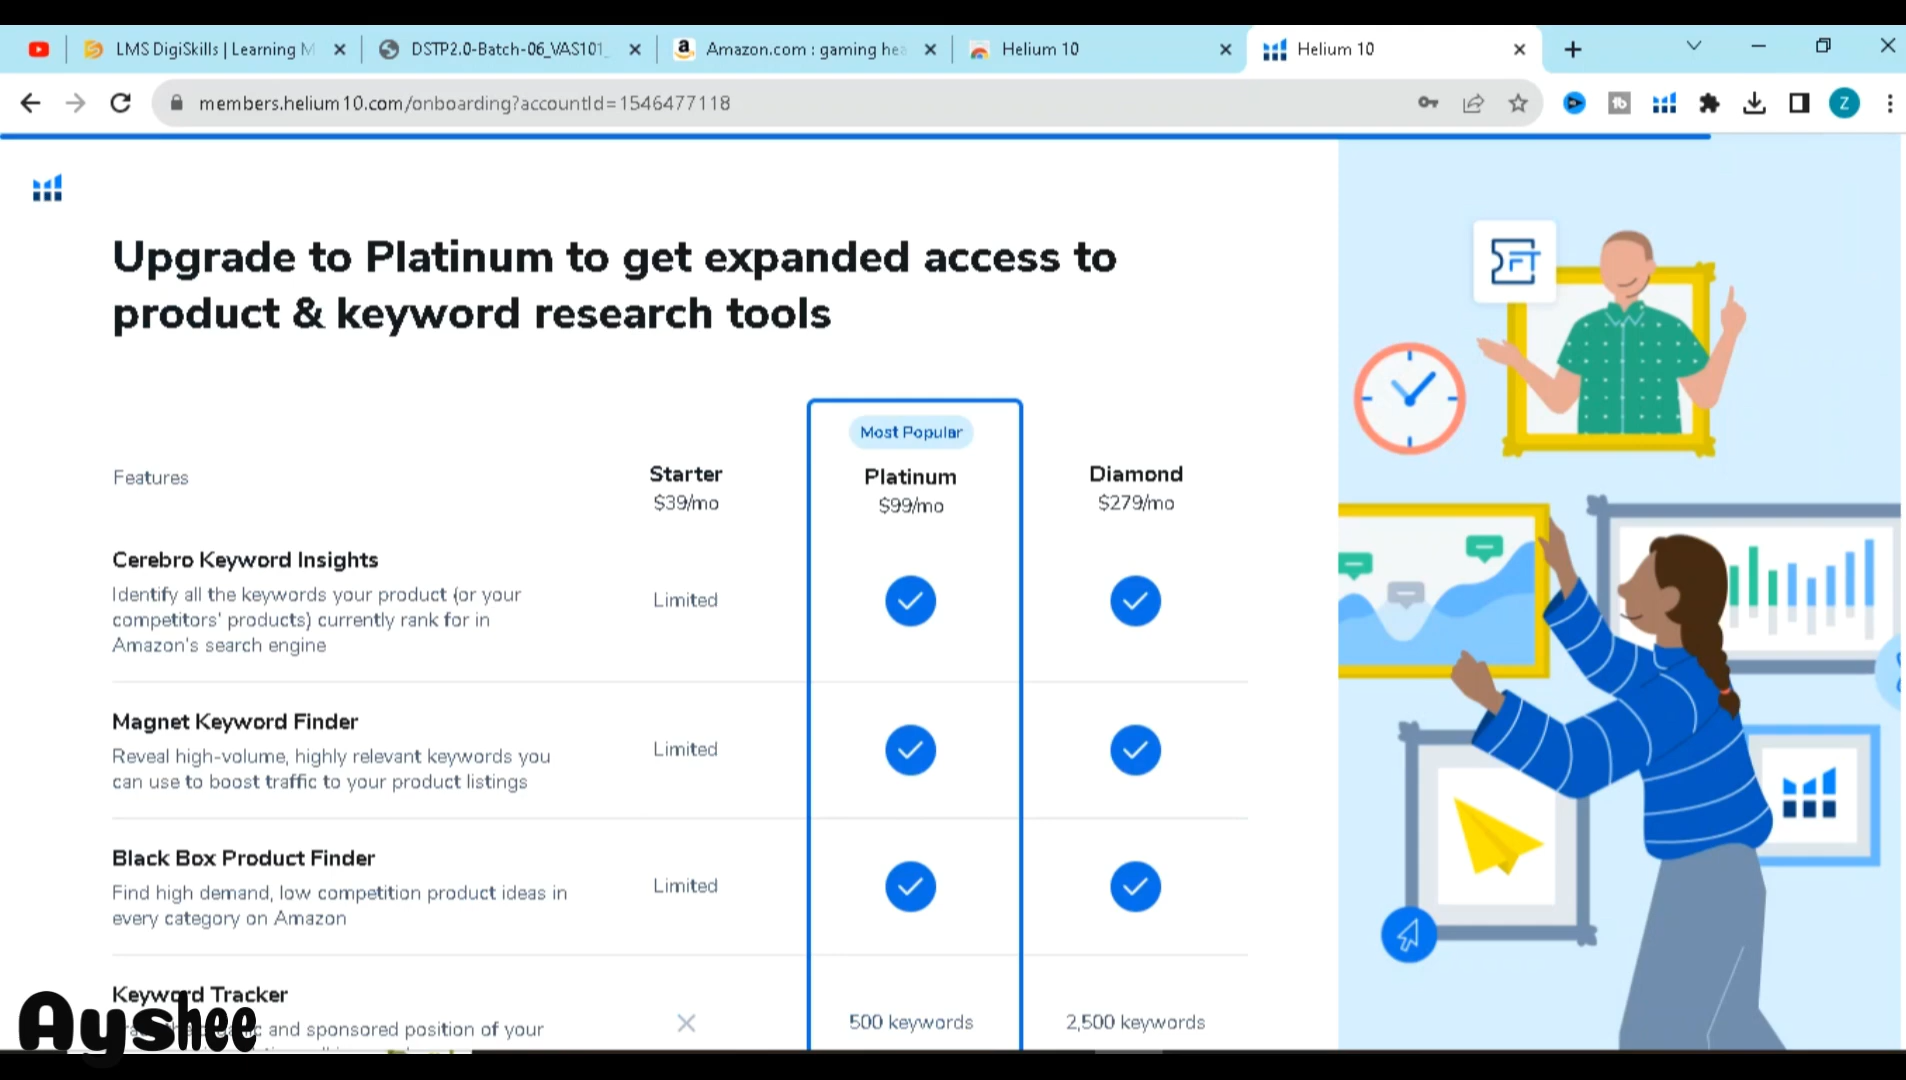 LMS DigiSkills | Learning M
DSTP2.0-Batch-06_VAS101_
Amazon.com : gaming hea
Helium 10
Helium 10
members.helium10.com/onboarding?accountId=1546477118
Z
Upgrade to Platinum to get expanded access to
product & keyword research tools
Most Popular
Features
Starter
Platinum
Diamond
$39/mo
$99/mo
$279/mo
Cerebro Keyword Insights
Identify all the keywords your product (or your
competitors' products) currently rank for in
Amazon's search engine
Limited
Magnet Keyword Finder
Reveal high-volume, highly relevant keywords you
can use to boost traffic to your product listings
Limited
Black Box Product Finder
Find high demand, low competition product ideas in
every category on Amazon
Limited
Keyword Tracker
and sponsored position of your
500 keywords
2,500 keywords
Ayshee
FT